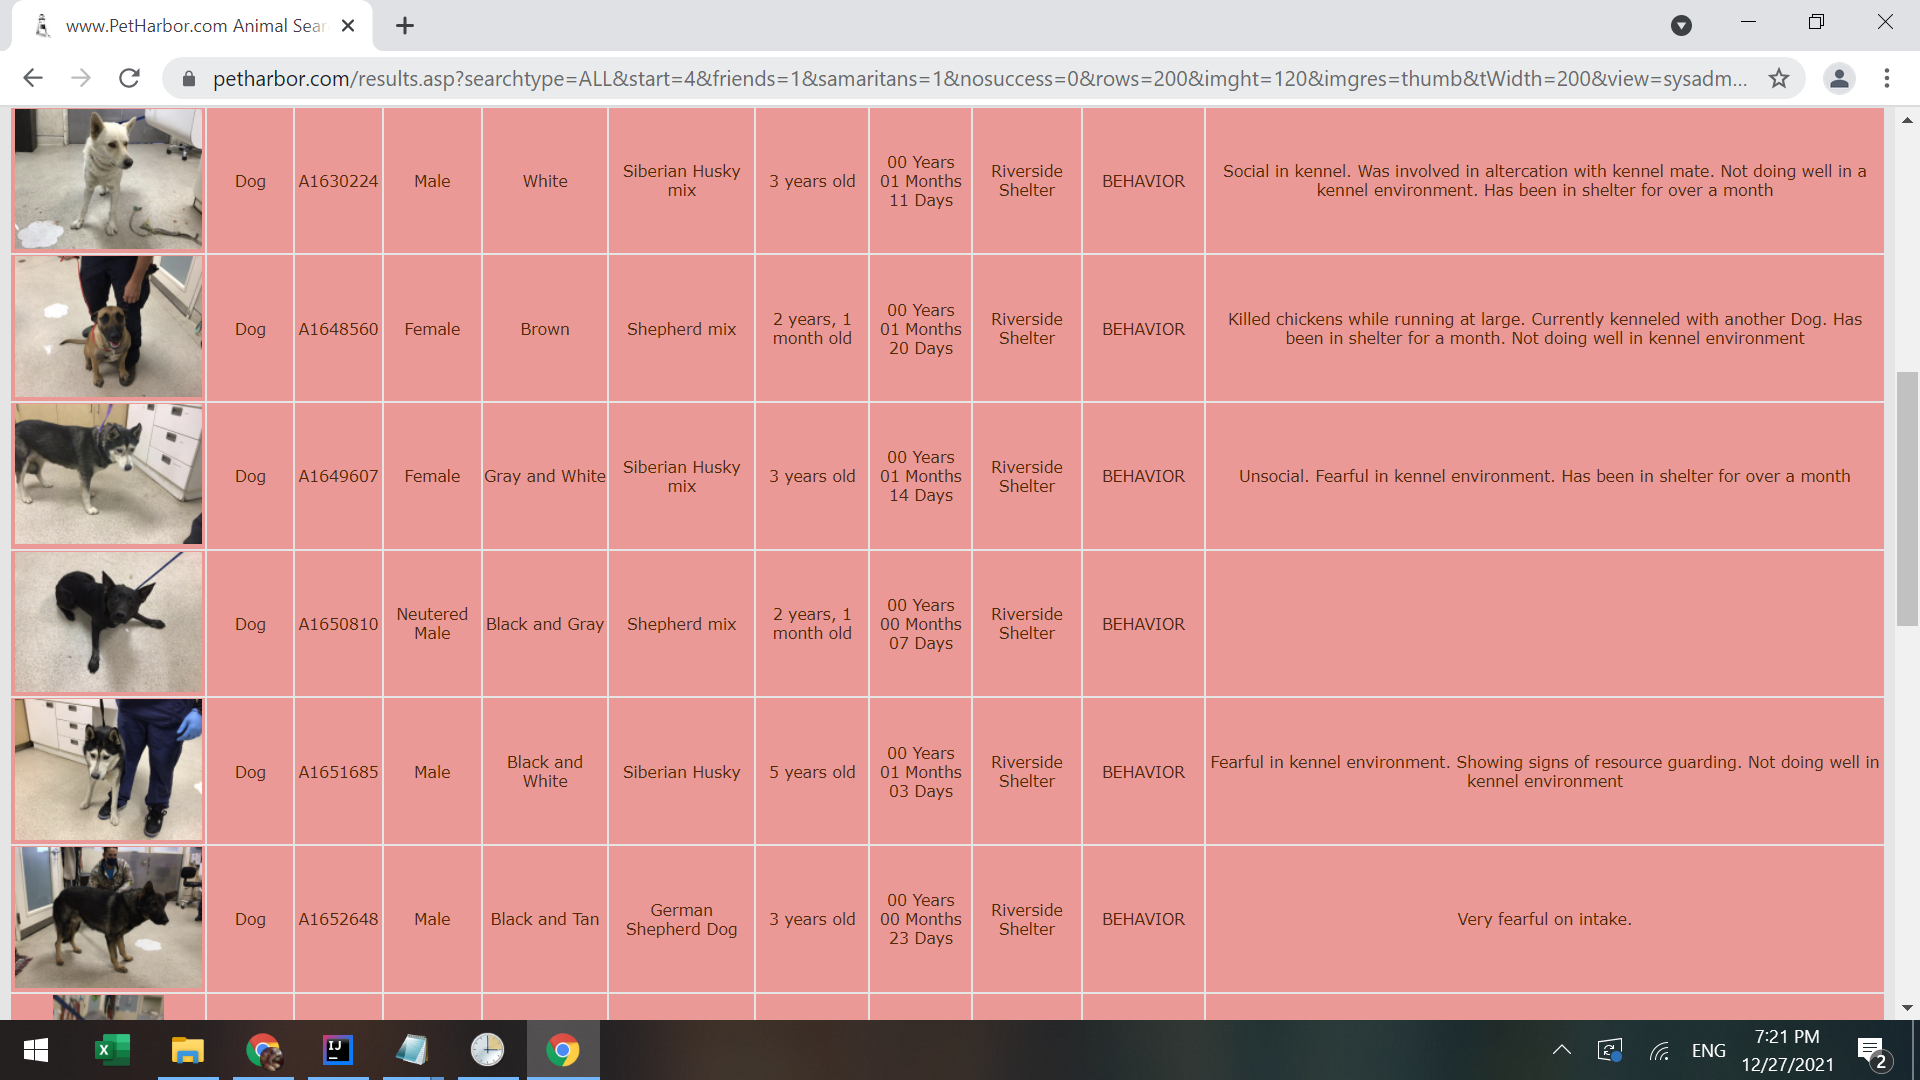 www.PetHarbor.com Animal Sear
petharbor.com/results.asp?searchtype=ALL&start=4&friends=1&samaritans=1&nosuccess=0&rows=200&imght=120&imgres=thumb&tWidth=200&view=sysadm...
Dog
A1630224
Male
White
Siberian Husky
mix
3 years old
00 Years
01 Months
11 Days
Riverside
Shelter
BEHAVIOR
Social in kennel. Was involved in altercation with kennel mate. Not doing well in a
kennel environment. Has been in shelter for over a month
Dog
A1648560
Female
Brown
Shepherd mix
2 years, 1
month old
00 Years
01 Months
20 Days
Riverside
Shelter
BEHAVIOR
Killed chickens while running at large. Currently kenneled with another Dog. Has
been in shelter for a month. Not doing well in kennel environment
Dog
A1649607
Female
Gray and White
Siberian Husky
mix
3 years old
00 Years
01 Months
14 Days
Riverside
Shelter
BEHAVIOR
Unsocial. Fearful in kennel environment. Has been in shelter for over a month
Dog
A1650810
Neutered
Male
Black and Gray
Shepherd mix
2 years, 1
month old
00 Years
00 Months
07 Days
Riverside
Shelter
BEHAVIOR
Dog
A1651685
Male
Black and
White
Siberian Husky
5 years old
00 Years
01 Months
03 Days
Riverside
Shelter
BEHAVIOR
Fearful in kennel environment. Showing signs of resource guarding. Not doing well in
kennel environment
Dog
A1652648
Male
Black and Tan
German
Shepherd Dog
3 years old
00 Years
00 Months
23 Days
Riverside
Shelter
BEHAVIOR
Very fearful on intake.
X
IJ
ENG
7:21 PM
12/27/2021
2